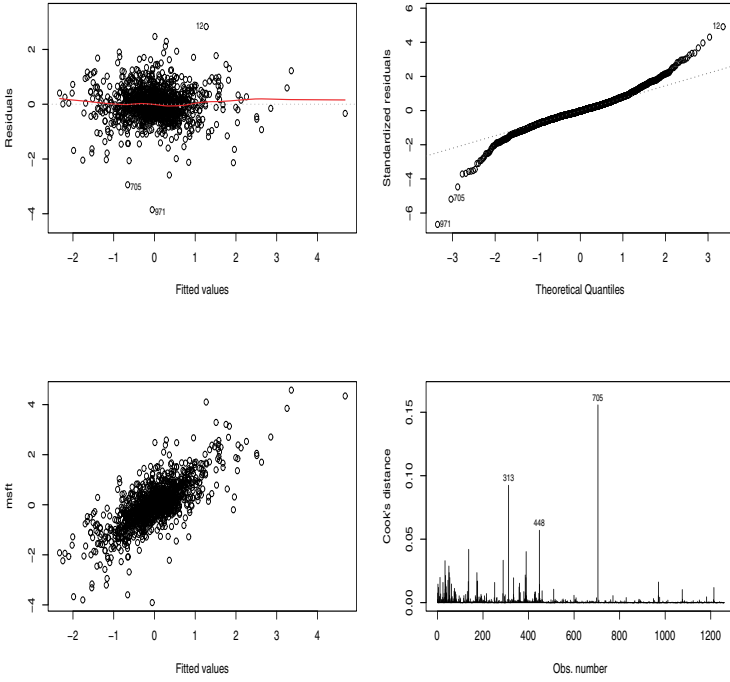 Residuals
2
0
−2
−4
12
705
971
−2 −1 0 1 2 3 4
Fitted values
Standardized residuals
6
4
2
0
−2
−4
−6
12
705
971
−3 −2 −1 0 1 2 3
Theoretical Quantiles
msft
4
2
0
−2
−4
−2 −1 0 1 2 3 4
Fitted values
Cook's distance
0.15
0.10
0.05
0.00
705
313
448
0 200 400 600 800 1000 1200
Obs. number